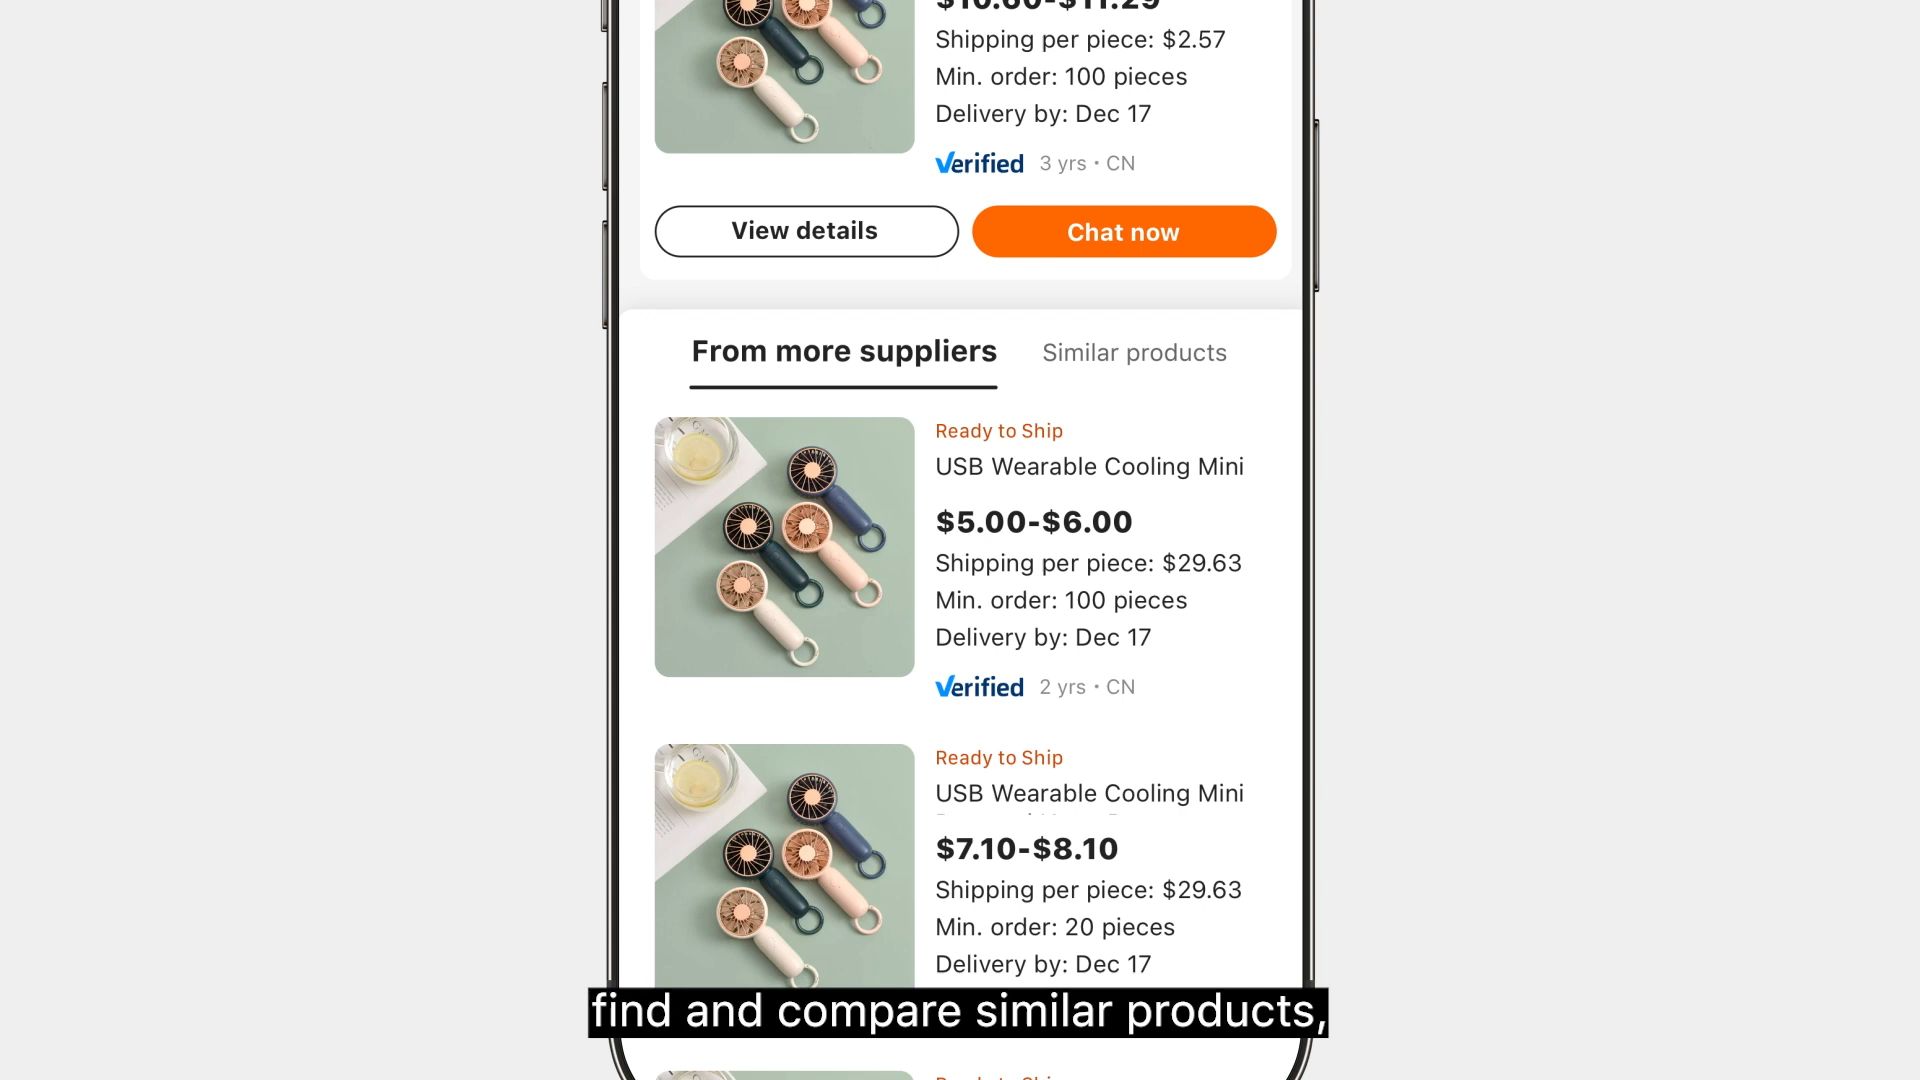 $10.60-$11.29
Shipping per piece: $2.57
Min. order: 100 pieces
Delivery by: Dec 17
Verified 3 yrs • CN
View details
Chat now
From more suppliers
Similar products
Ready to Ship
USB Wearable Cooling Mini
$5.00-$6.00
Shipping per piece: $29.63
Min. order: 100 pieces
Delivery by: Dec 17
Verified 2 yrs • CN
Ready to Ship
USB Wearable Cooling Mini
$7.10-$8.10
Shipping per piece: $29.63
Min. order: 20 pieces
Delivery by: Dec 17
find and compare similar products,